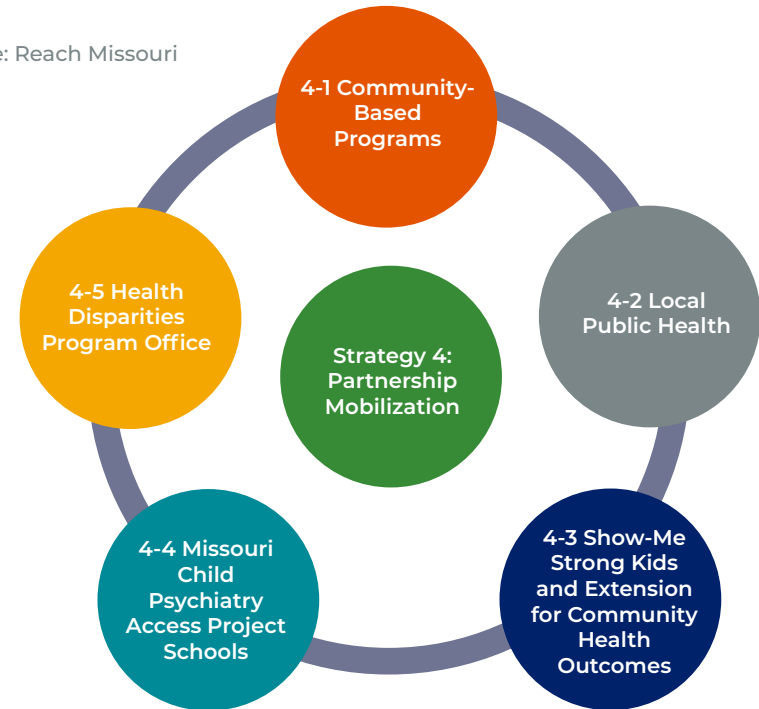 : Reach Missouri
4-1 Community-
Based
Programs
4-2 Local
Public Health
4-3 Show-Me
Strong Kids
and Extension
for Community
Health
Outcomes
4-4 Missouri
Child
Psychiatry
Access Project
Schools
4-5 Health
Disparities
Program Office
Strategy 4:
Partnership
Mobilization